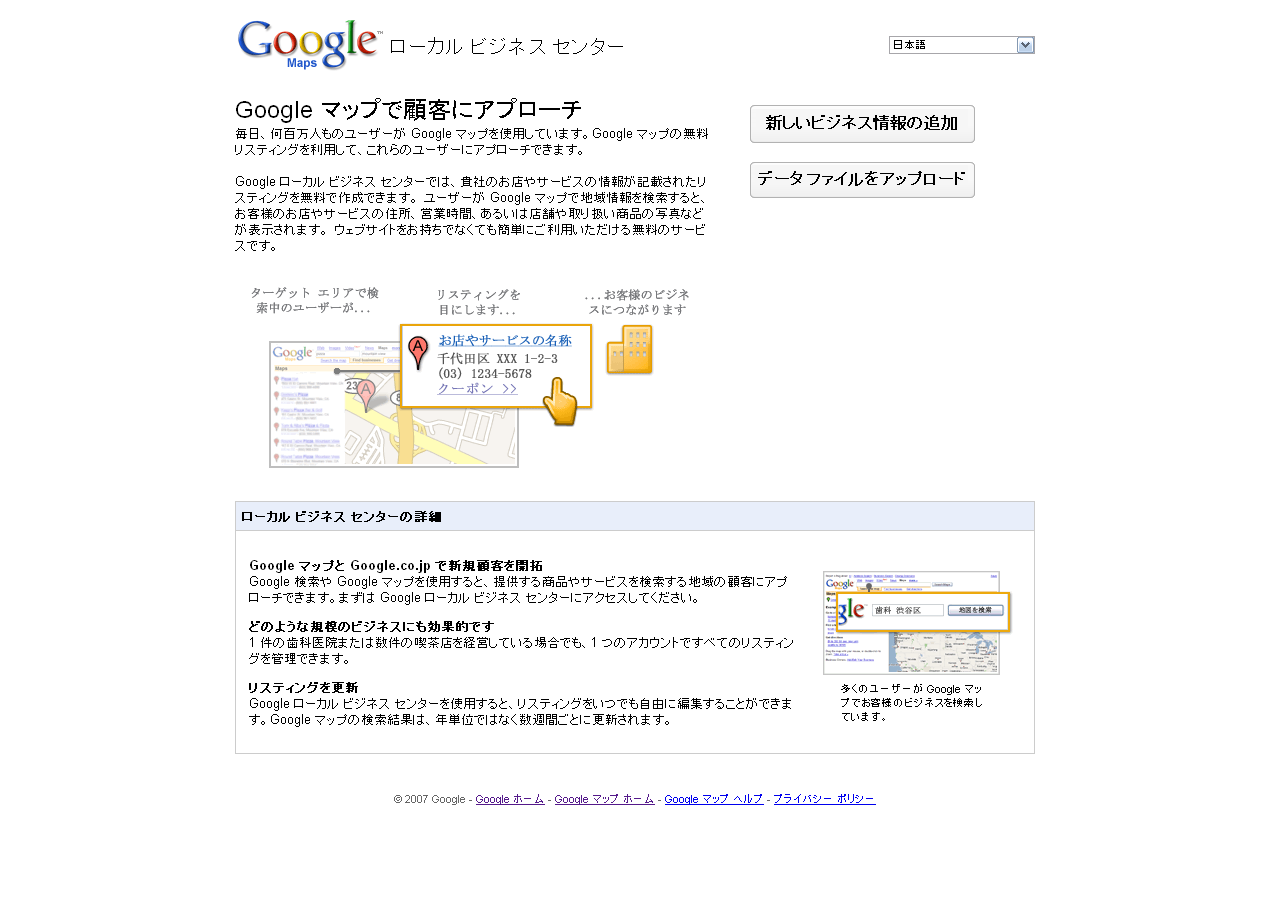 Google™ ローカル ビジネス センター
Maps
日本語
Google マップで顧客にアプローチ
毎日、何百万人ものユーザーが Google マップを使用しています。Google マップの無料
リスティングを利用して、これらのユーザーにアプローチできます。
Google ローカル ビジネス センターでは、貴社のお店やサービスの情報が記載されたリ
スティングを無料で作成できます。 ユーザーが Google マップで地域情報を検索すると、
お客様のお店やサービスの住所、営業時間、あるいは店舗や取り扱い商品の写真など
が表示されます。 ウェブサイトをお持ちでなくても簡単にご利用いただける無料のサービ
スです。
新しいビジネス情報の追加
データ ファイルをアップロード
ターゲット エリアで検
索中のユーザーが...
リスティングを
目にします...
...お客様のビジネ
スにつながります
Google
Maps
A
お店やサービスの名称
千代田区 XXX 1-2-3
(03) 1234-5678
クーポン >>
23
A
ローカル ビジネス センターの詳細
Google マップと Google.co.jp で新規顧客を開拓
Google 検索や Google マップを使用すると、提供する商品やサービスを検索する地域の顧客にアプ
ローチできます。まずは Google ローカル ビジネス センターにアクセスしてください。
どのような規模のビジネスにも効果的です
1 件の歯科医院または数件の喫茶店を経営している場合でも、1 つのアカウントですべてのリスティン
グを管理できます。
リスティングを更新
Google ローカル ビジネス センターを使用すると、リスティングをいつでも自由に編集することができま
す。Google マップの検索結果は、年単位ではなく数週間ごとに更新されます。
Google
gle 歯科 渋谷区 地図を検索
多くのユーザーが Google マッ
プでお客様のビジネスを検索し
ています。
© 2007 Google - Google ホーム - Google マップ ホーム - Google マップ ヘルプ - プライバシー ポリシー